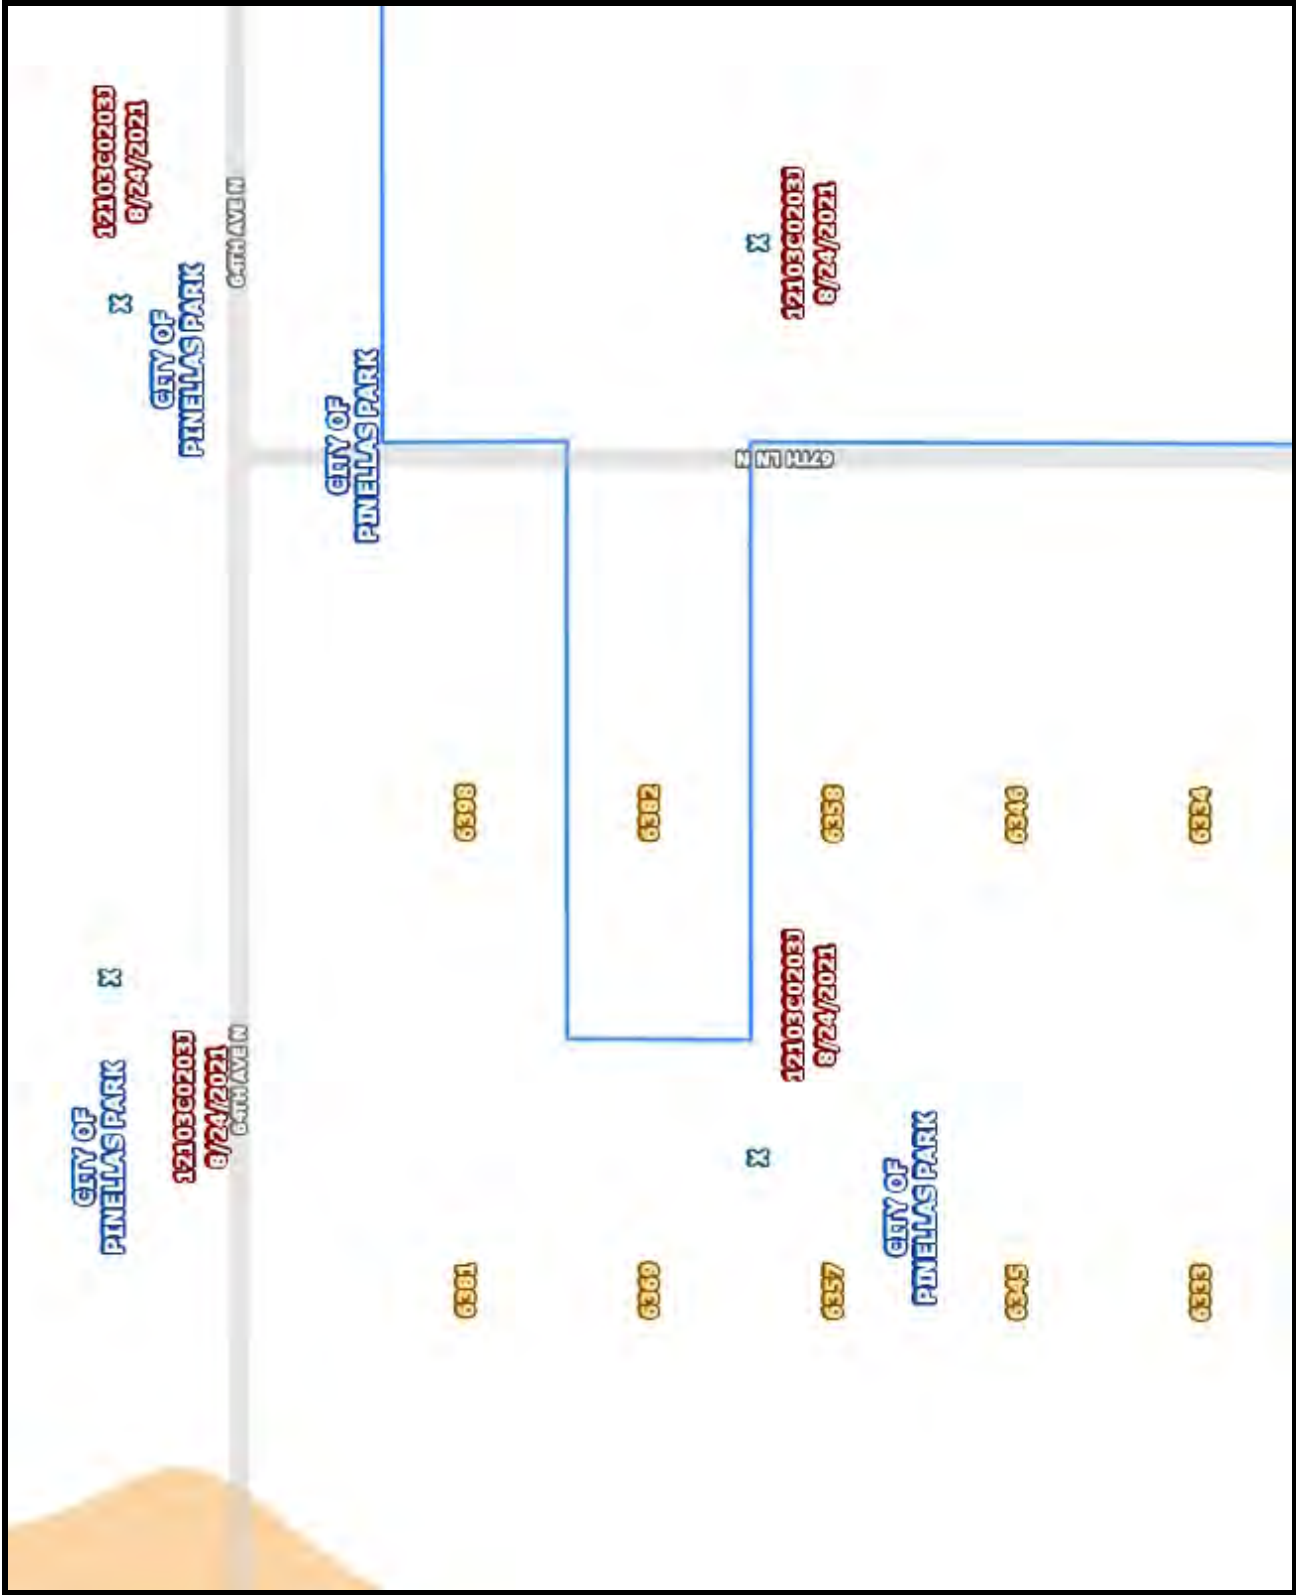 CITY OF
PINELLAS PARK
X
12103C0203J
8/24/2021
X
CITY OF
PINELLAS PARK
12103C0203J
8/24/2021
64TH AVE N
64TH AVE N
CITY OF
PINELLAS PARK
6381
6398
6369
6382
67TH LN N
X
X
12103C0203J
8/24/2021
12103C0203J
8/24/2021
6357
6358
CITY OF
PINELLAS PARK
6345
6346
6333
6334